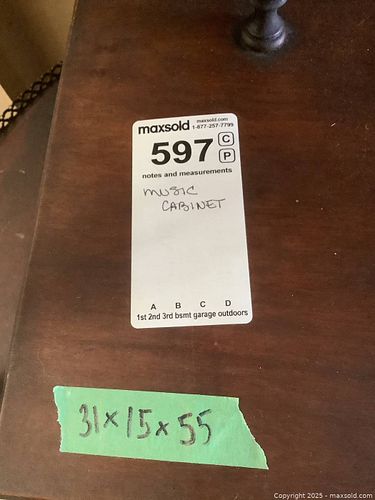 maxsold maxsold.com
1-877-257-7799
597 C
P
notes and measurements
MUSIC
CABINET
A B C D
1st 2nd 3rd bsmt garage outdoors
31 x 15 x 55
Copyright 2025 - maxsold.com